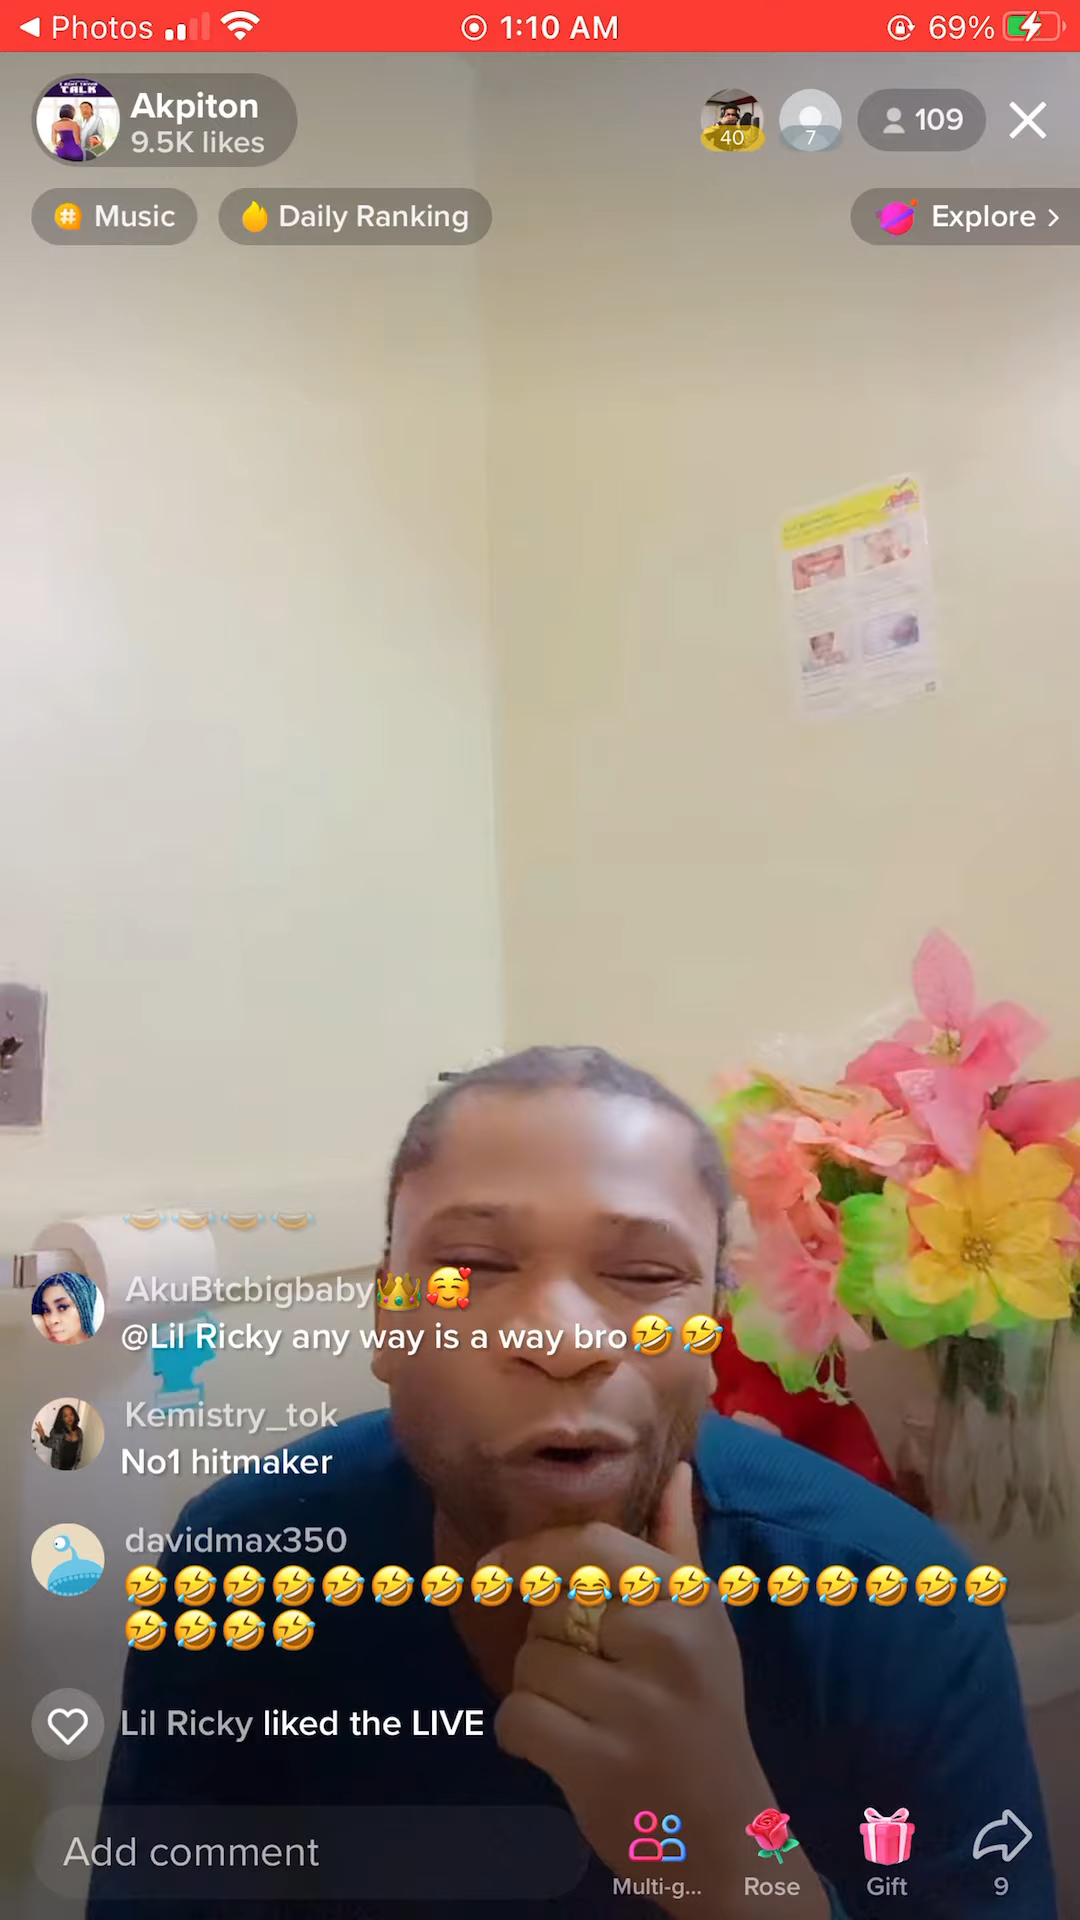 Photos
1:10 AM
69%
TALK
Akpiton
9.5K likes
40
7
109
Music
Daily Ranking
Explore >
AkuBtcbigbaby👑🥰
@Lil Ricky any way is a way bro🤣🤣
Kemistry_tok
No1 hitmaker
davidmax350
🤣🤣🤣🤣🤣🤣🤣🤣🤣😂🤣🤣🤣🤣🤣🤣🤣🤣
🤣🤣🤣🤣
Lil Ricky liked the LIVE
Add comment
Multi-g...
Rose
Gift
9